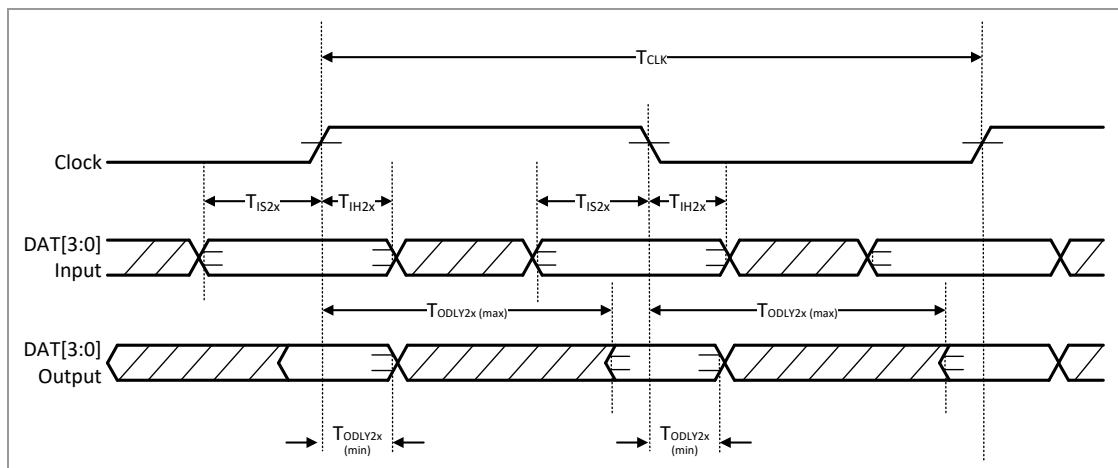 TCLK
Clock
TIS2x TIH2x TIS2x TIH2x
DAT[3:0]
Input
TODLY2x (max) TODLY2x (max)
DAT[3:0]
Output
TODLY2x
(min)
TODLY2x
(min)